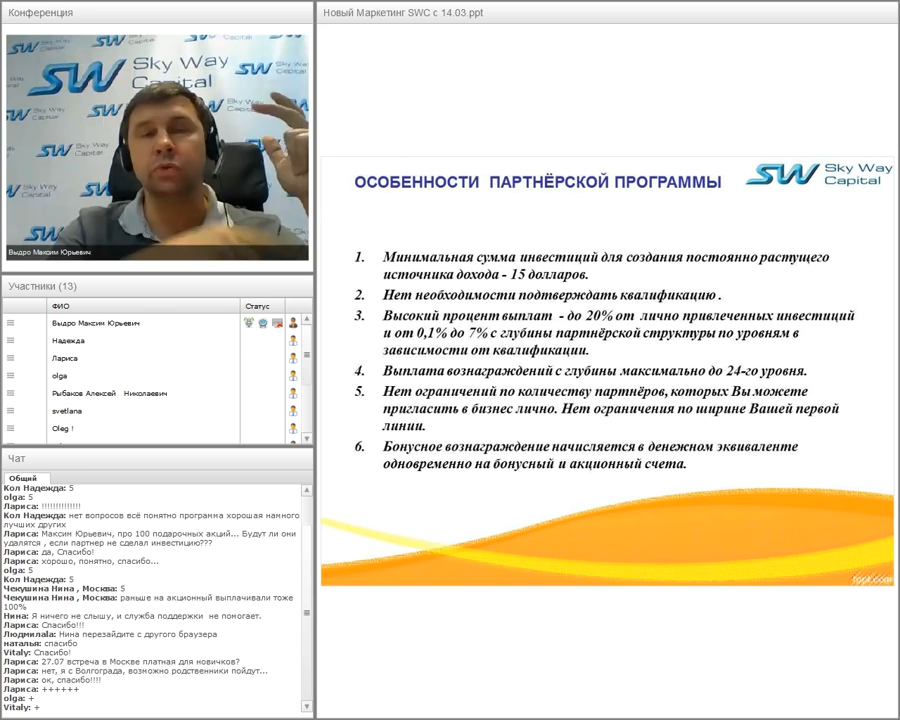 Конференция
SW Sky Way Capital
Выдро Максим Юрьевич
Участники (13)
ФИО Статус
Выдро Максим Юрьевич
Надежда
Лариса
olga
Рыбаков Алексей Николаевич
svetlana
Oleg !
Чат
Общий
Кол Надежда: 5
olga: 5
Лариса: !!!!!!!!!!!!!!
Кол Надежда: нет вопросов всё понятно программа хорошая намного
лучших других
Лариса: Максим Юрьевич, про 100 подарочных акций... Будут ли они
удалятся , если партнер не сделал инвестицию???
Лариса: да, Спасибо!
Лариса: хорошо, понятно, спасибо...
olga: 5
Кол Надежда: 5
Чекушина Нина , Москва: 5
Чекушина Нина , Москва: раньше на акционный выплачивали тоже
100%
Нина: Я ничего не слышу, и служба поддержки не помогает.
Лариса: Спасибо!!!
Людмилаla: Нина перезайдите с другого браузера
наталья: спасибо
Vitaly: Спасибо!
Лариса: 27.07 встреча в Москве платная для новичков?
Лариса: нет, я с Волгограда, возможно родственники пойдут...
Лариса: ок, спасибо!!!!
Лариса: ++++++
olga: +
Vitaly: +
Новый Маркетинг SWC с 14.03.ppt
ОСОБЕННОСТИ ПАРТНЁРСКОЙ ПРОГРАММЫ
SW Sky Way Capital
1. Минимальная сумма инвестиций для создания постоянно растущего
источника дохода - 15 долларов.
2. Нет необходимости подтверждать квалификацию .
3. Высокий процент выплат - до 20% от лично привлеченных инвестиций
и от 0,1% до 7% с глубины партнёрской структуры по уровням в
зависимости от квалификации.
4. Выплата вознаграждений с глубины максимально до 24-го уровня.
5. Нет ограничений по количеству партнёров, которых Вы можете
пригласить в бизнес лично. Нет ограничения по ширине Вашей первой
линии.
6. Бонусное вознаграждение начисляется в денежном эквиваленте
одновременно на бонусный и акционный счета.
fppt.com